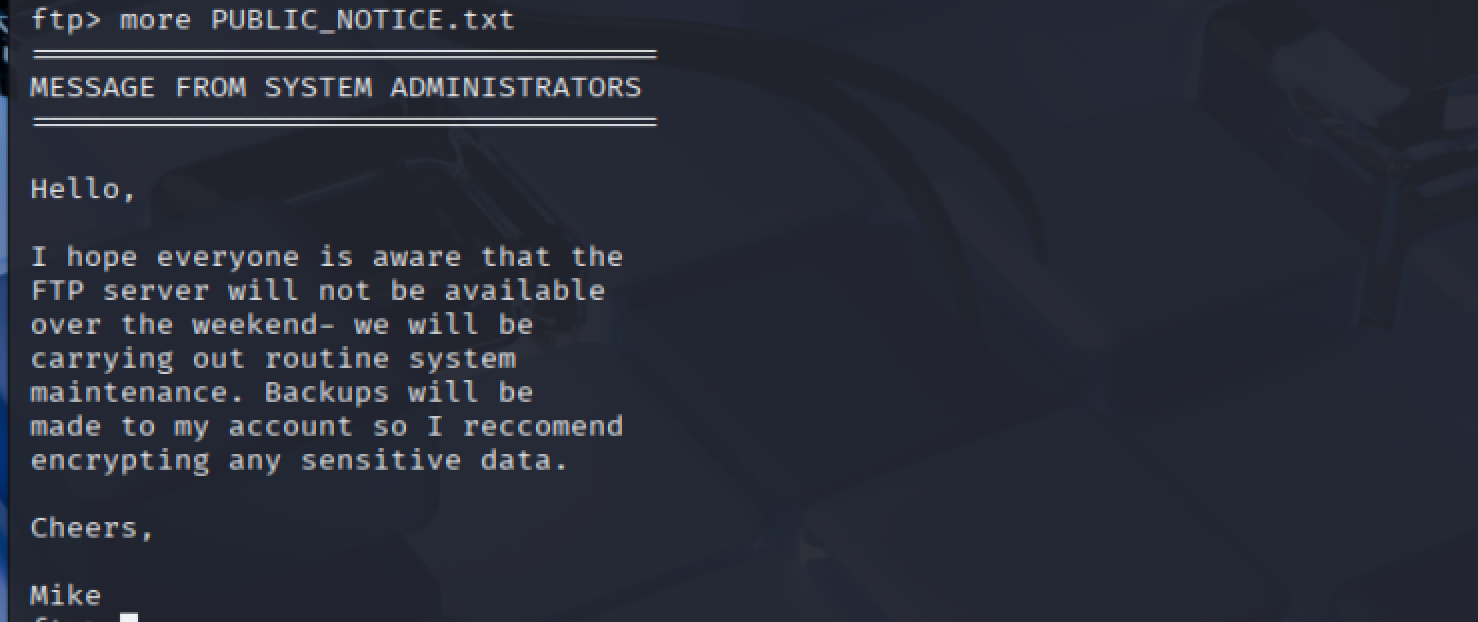 ftp> more PUBLIC_NOTICE.txt
===================================
MESSAGE FROM SYSTEM ADMINISTRATORS
===================================
Hello,
I hope everyone is aware that the
FTP server will not be available
over the weekend- we will be
carrying out routine system
maintenance. Backups will be
made to my account so I reccomend
encrypting any sensitive data.
Cheers,
Mike